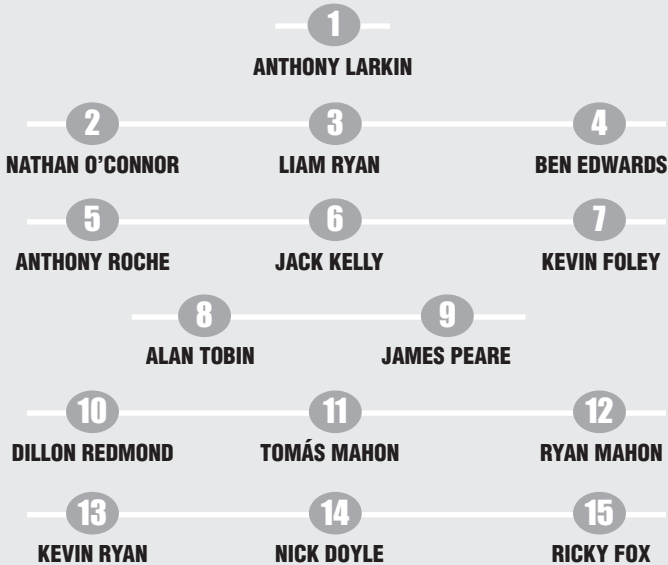 1
ANTHONY LARKIN
2 3 4
NATHAN O'CONNOR LIAM RYAN BEN EDWARDS
5 6 7
ANTHONY ROCHE JACK KELLY KEVIN FOLEY
8 9
ALAN TOBIN JAMES PEARE
10 11 12
DILLON REDMOND TOMÁS MAHON RYAN MAHON
13 14 15
KEVIN RYAN NICK DOYLE RICKY FOX